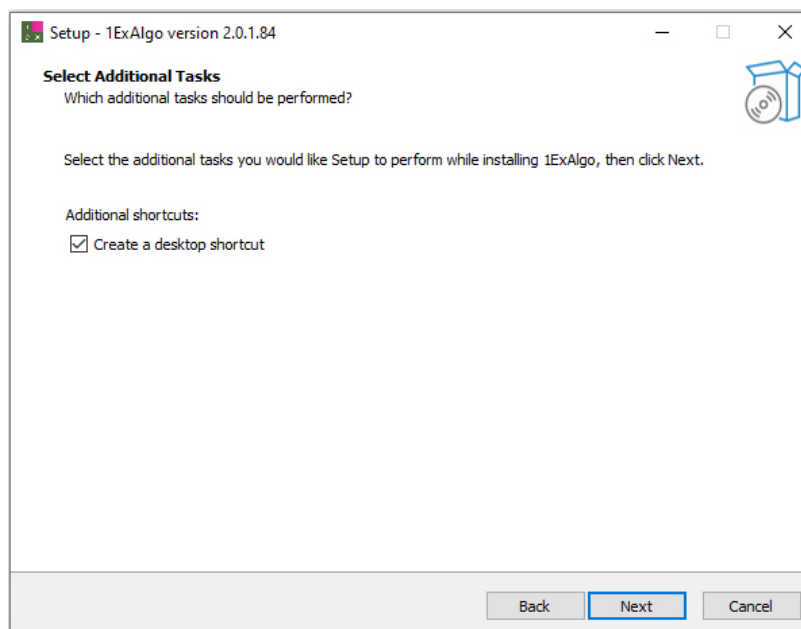 Setup - 1ExAlgo version 2.0.1.84
Select Additional Tasks
Which additional tasks should be performed?
Select the additional tasks you would like Setup to perform while installing 1ExAlgo, then click Next.
Additional shortcuts:
Create a desktop shortcut
Back Next Cancel